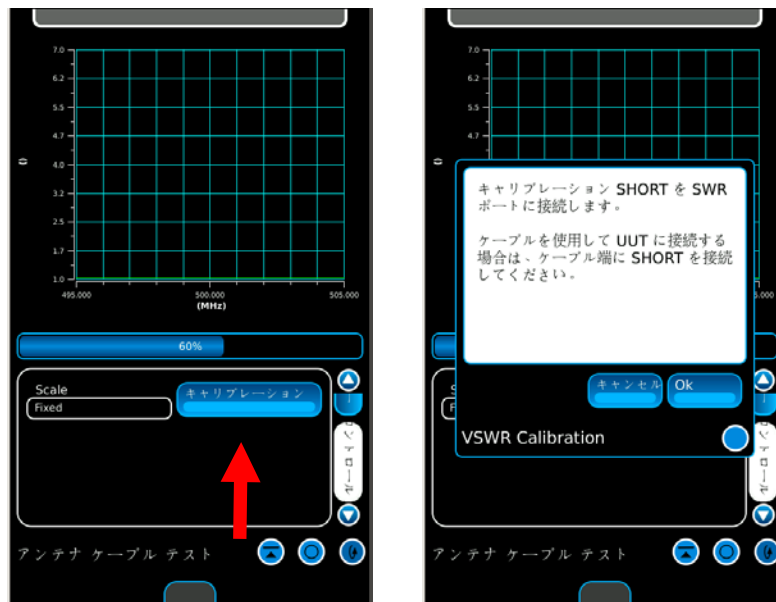 7.0
6.2
5.5
4.7
4.0
3.2
2.5
1.7
1.0
()
495.000 500.000 505.000
(MHz)
60%
Scale
Fixed
キャリブレーション
コントロール
アンテナ ケーブル テスト
7.0
6.2
5.5
4.7
()
キャリブレーション SHORT を SWR
ポートに接続します。
ケーブルを使用して UUT に接続する
場合は、ケーブル端に SHORT を接続
してください。
キャンセル Ok
VSWR Calibration
アンテナ ケーブル テスト